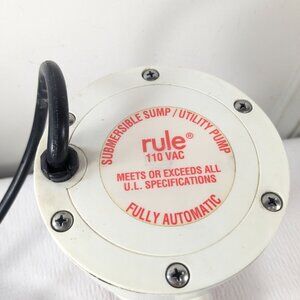 SUBMERSIBLE SUMP / UTILITY PUMP
rule®
110 VAC
MEETS OR EXCEEDS ALL
U.L. SPECIFICATIONS
FULLY AUTOMATIC